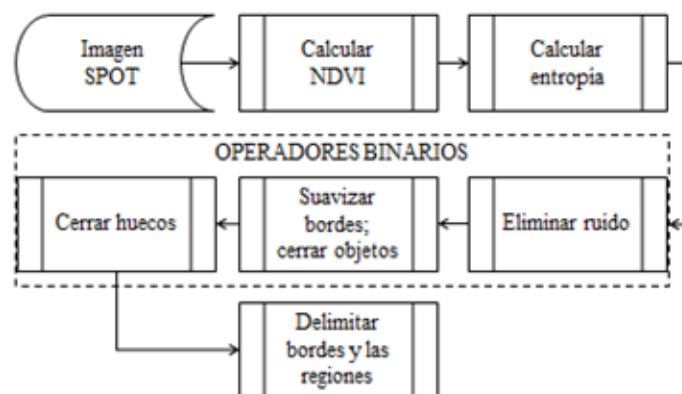 Imagen
SPOT
Calcular
NDVI
Calcular
entropia
OPERADORES BINARIOS
Cerrar huecos
Suavizar
bordes;
cerrar objetos
Eliminar ruido
Delimitar
bordes y las
regiones